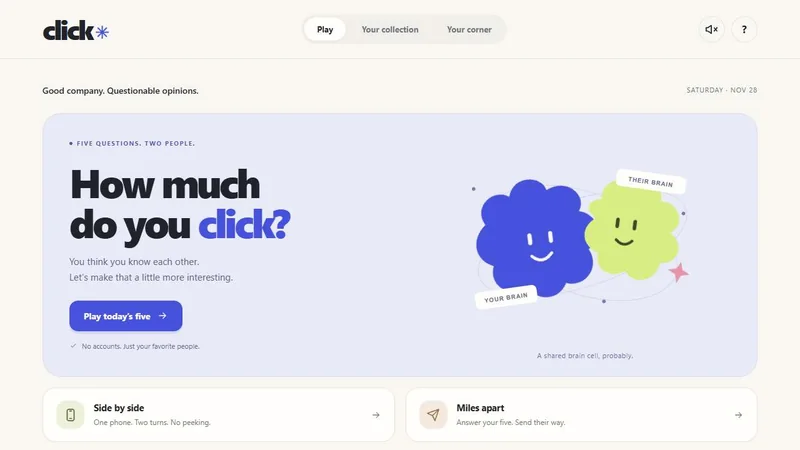 click
Play
Your collection
Your corner
?
Good company. Questionable opinions.
SATURDAY · NOV 28
FIVE QUESTIONS. TWO PEOPLE.
How much
do you click?
You think you know each other.
Let's make that a little more interesting.
Play today's five
No accounts. Just your favorite people.
THEIR BRAIN
YOUR BRAIN
A shared brain cell, probably.
Side by side
One phone. Two turns. No peeking.
Miles apart
Answer your five. Send their way.